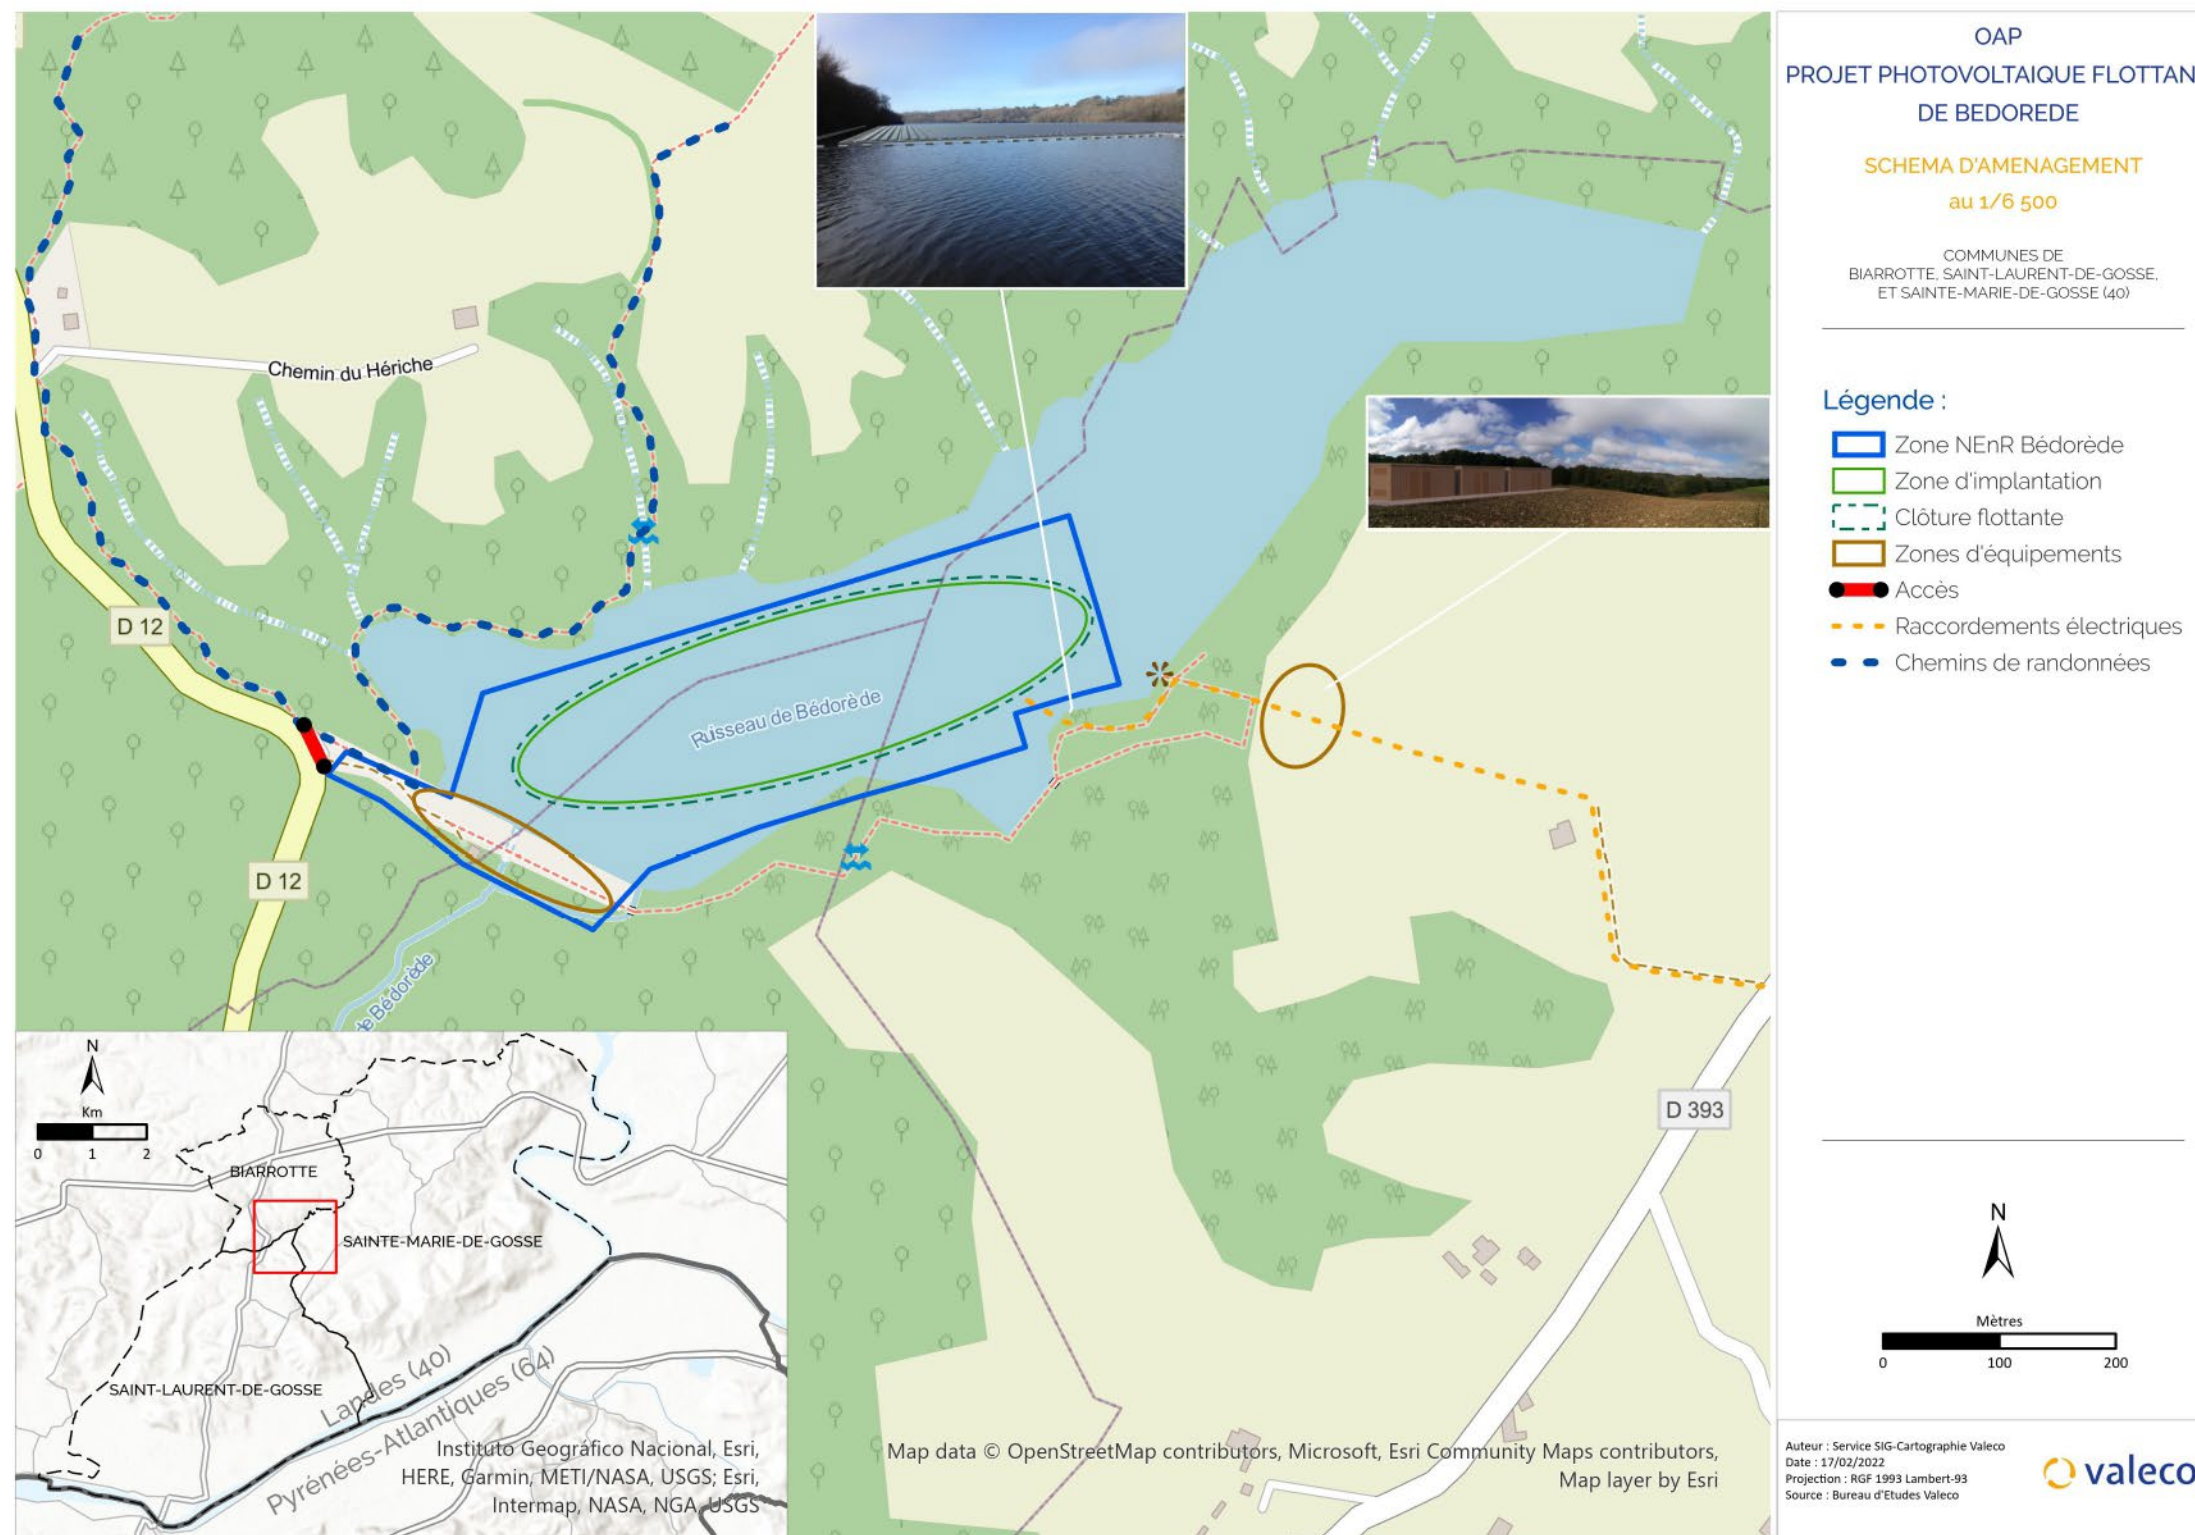 OAP
PROJET PHOTOVOLTAIQUE FLOTTAN
DE BEDOREDE
SCHEMA D'AMENAGEMENT
au 1/6 500
COMMUNES DE
BIARROTTE, SAINT-LAURENT-DE-GOSSE,
ET SAINTE-MARIE-DE-GOSSE (40)
Légende :
Zone NEnR Bédorède
Zone d'implantation
Clôture flottante
Zones d'équipements
Accès
Raccordements électriques
Chemins de randonnées
N
Mètres
0 100 200
Auteur : Service SIG-Cartographie Valeco
Date : 17/02/2022
Projection : RGF 1993 Lambert-93
Source : Bureau d'Etudes Valeco
valeco
Chemin du Hériche
D 12
Ruisseau de Bédorède
D 12
de Bédorède
D 393
N
Km
0 1 2
BIARROTTE
SAINTE-MARIE-DE-GOSSE
SAINT-LAURENT-DE-GOSSE
Landes (40)
Pyrénées-Atlantiques (64)
Instituto Geográfico Nacional, Esri,
HERE, Garmin, METI/NASA, USGS; Esri,
Intermap, NASA, NGA, USGS
Map data © OpenStreetMap contributors, Microsoft, Esri Community Maps contributors,
Map layer by Esri